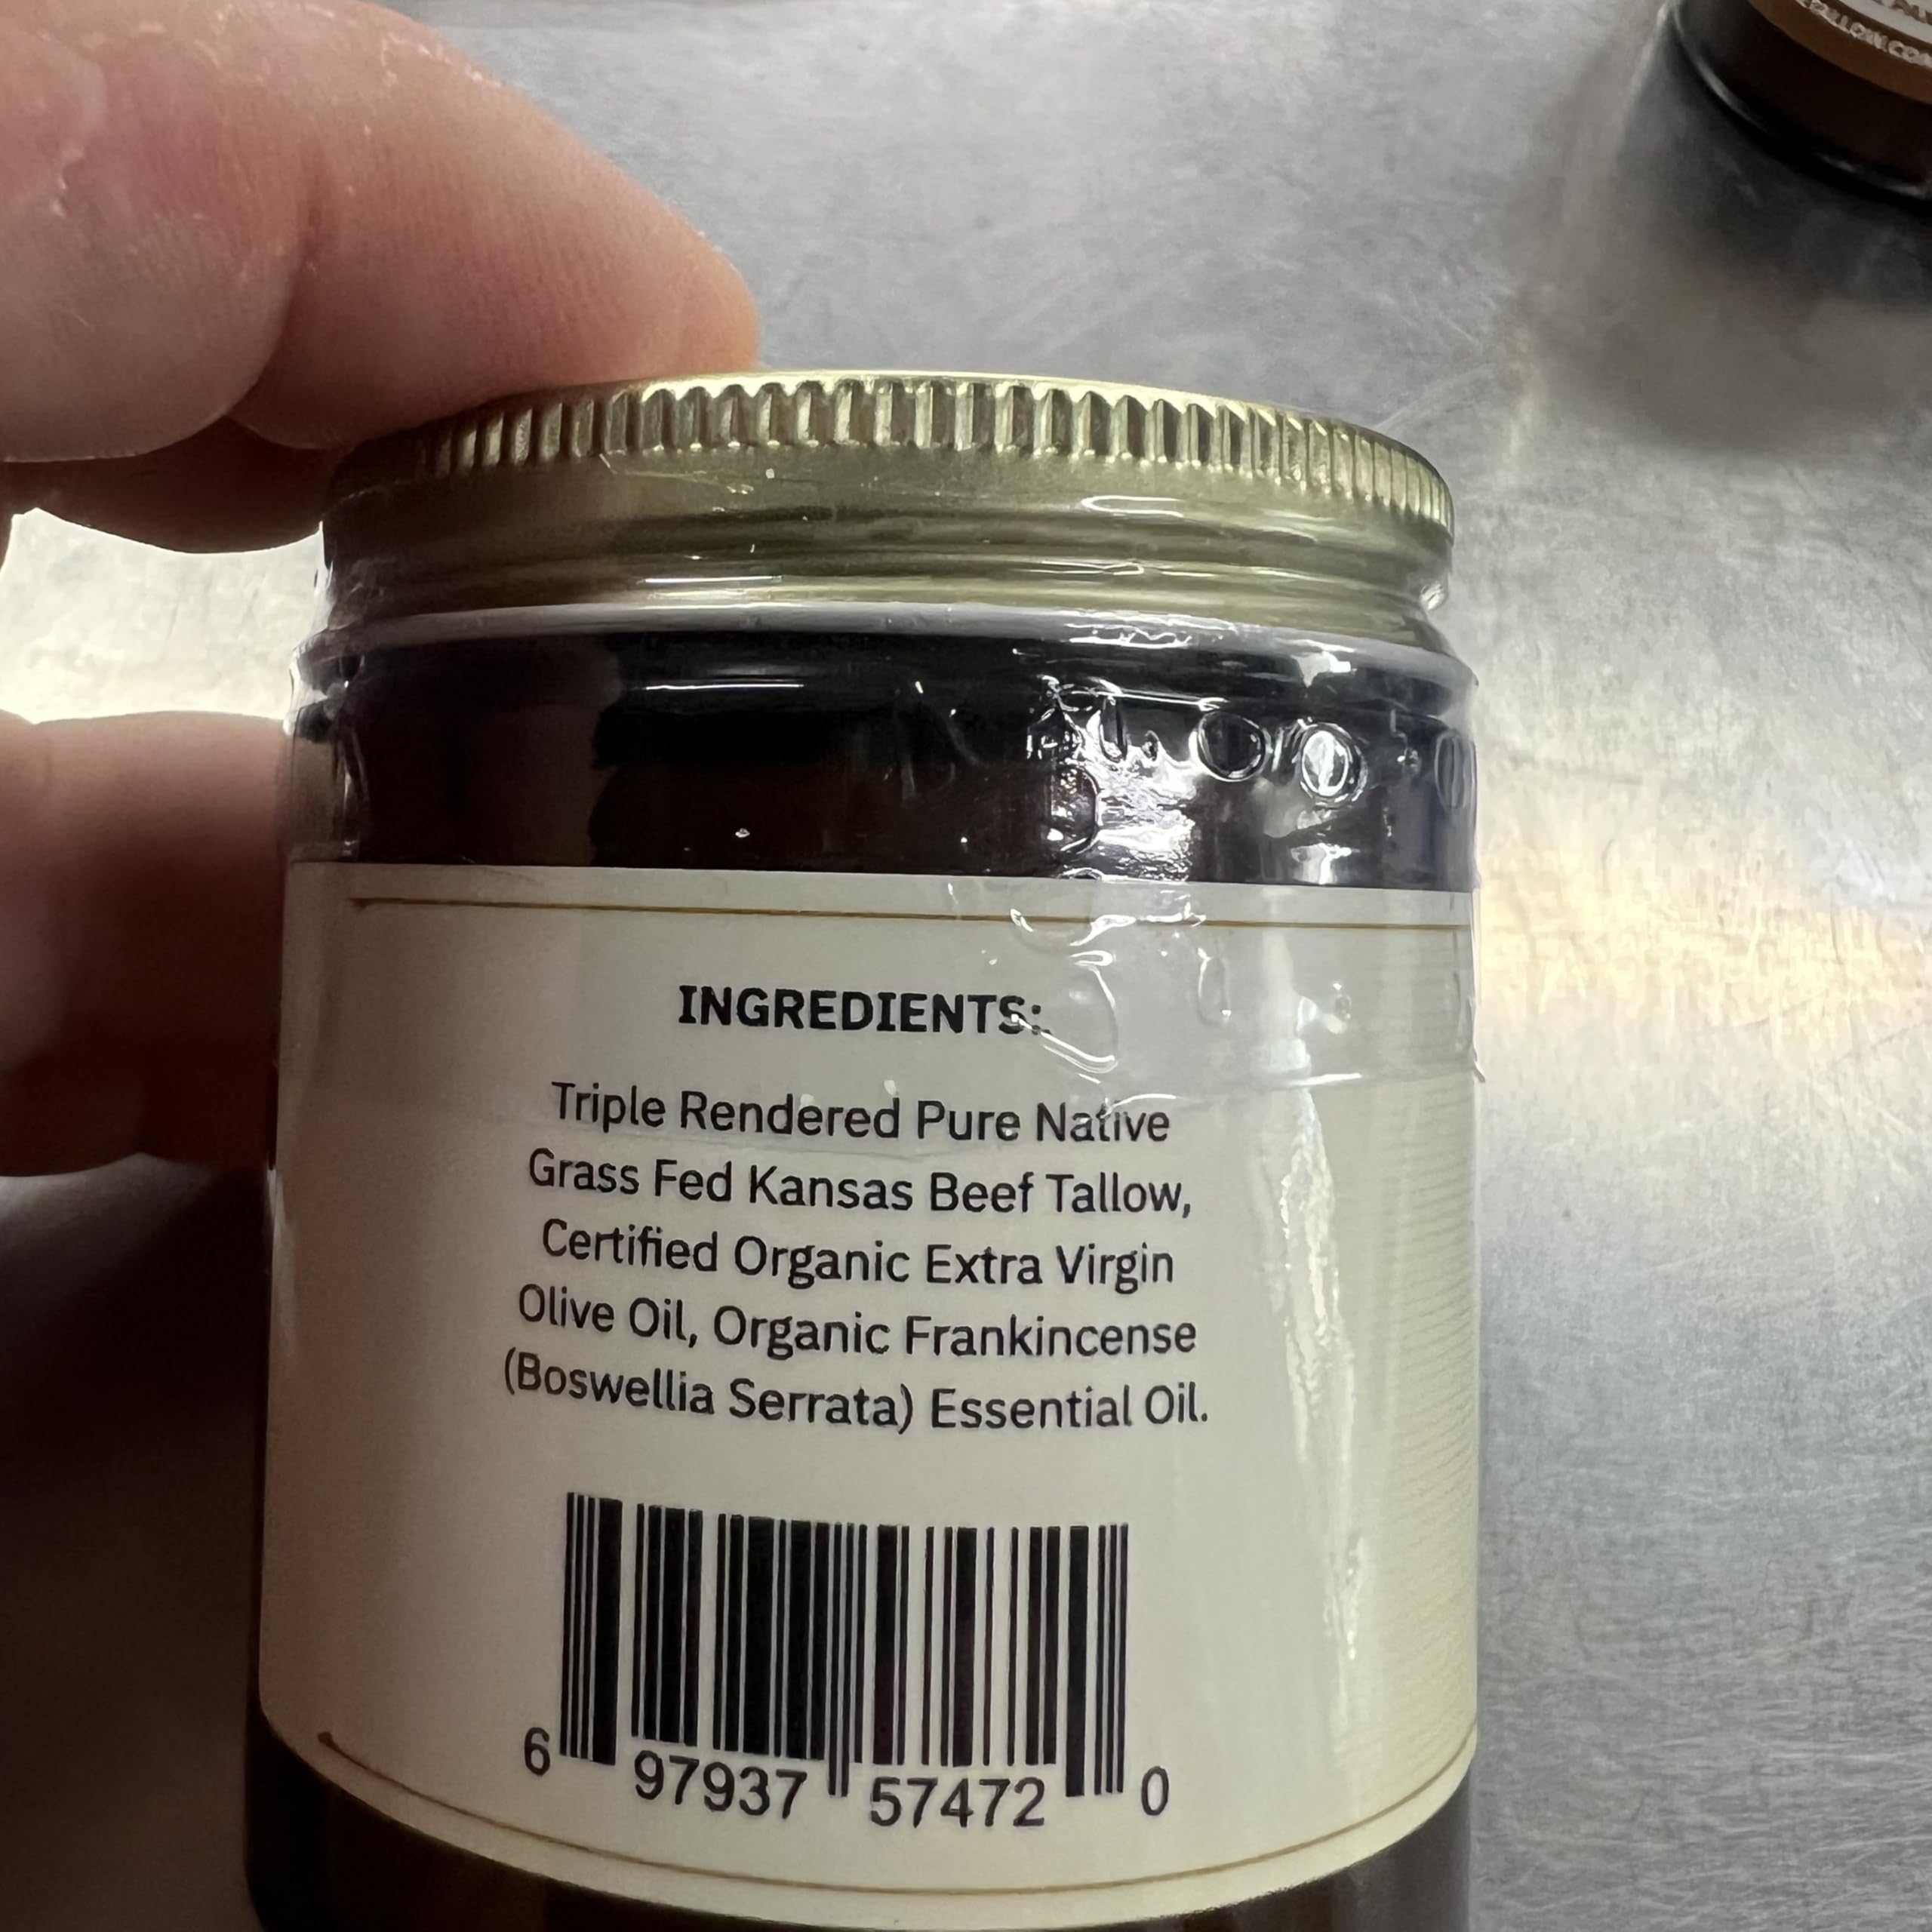 INGREDIENTS:
Triple Rendered Pure Native
Grass Fed Kansas Beef Tallow,
Certified Organic Extra Virgin
Olive Oil, Organic Frankincense
(Boswellia Serrata) Essential Oil.
6 97937 57472 0